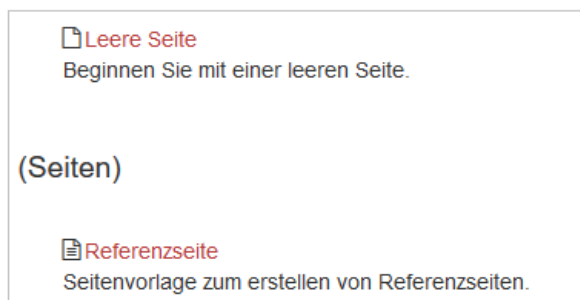 Leere Seite
Beginnen Sie mit einer leeren Seite.
(Seiten)
Referenzseite
Seitenvorlage zum erstellen von Referenzseiten.